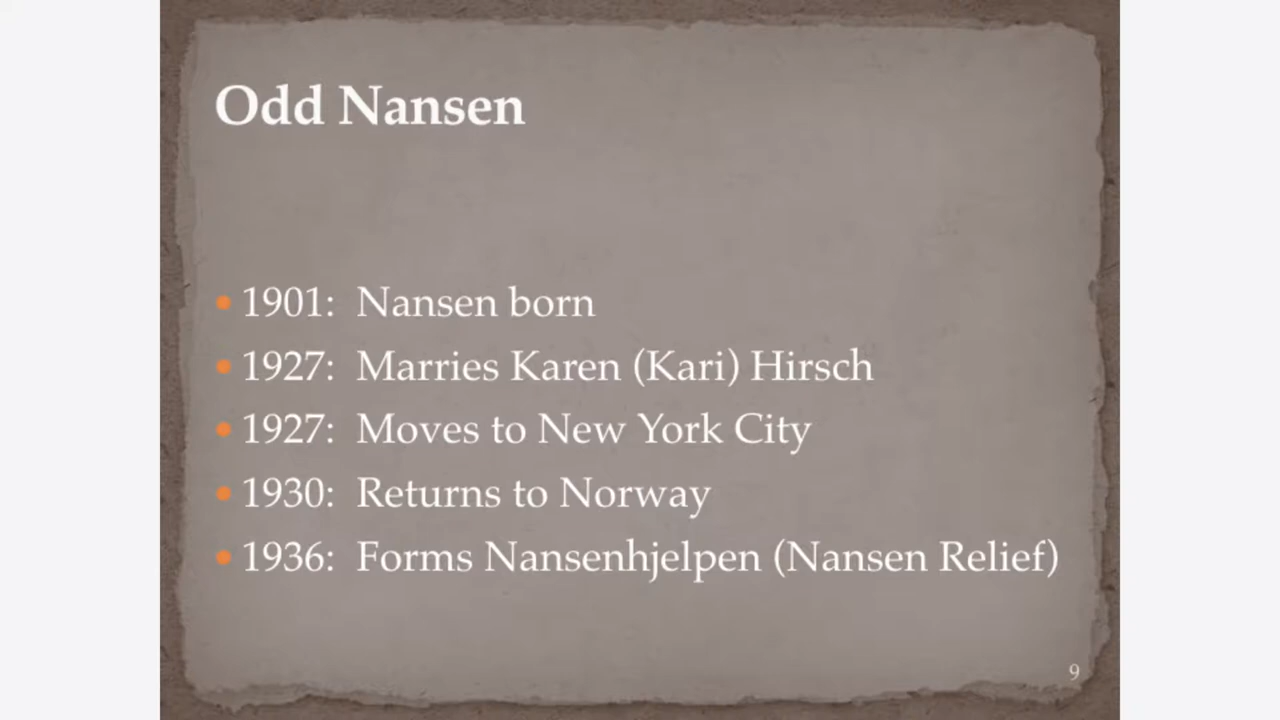 Odd Nansen
• 1901: Nansen born
• 1927: Marries Karen (Kari) Hirsch
• 1927: Moves to New York City
• 1930: Returns to Norway
• 1936: Forms Nansenhjelpen (Nansen Relief)
9